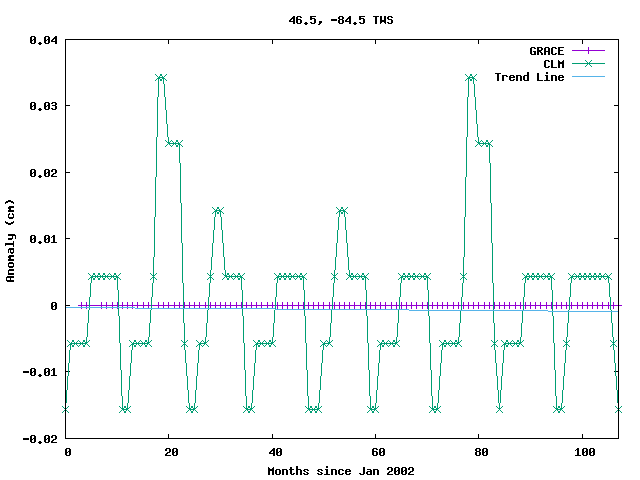 46.5, -84.5 TWS
GRACE
CLM
Trend Line
0.04
0.03
0.02
0.01
0
-0.01
-0.02
Anomaly (cm)
0 20 40 60 80 100
Months since Jan 2002